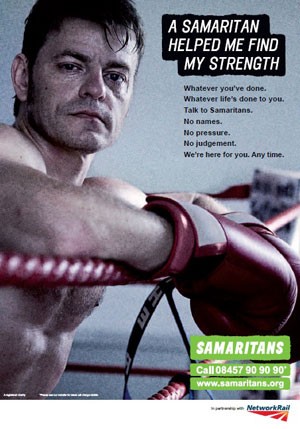 A SAMARITAN
HELPED ME FIND
MY STRENGTH
Whatever you've done.
Whatever life's done to you.
Talk to Samaritans.
No names.
No pressure.
No judgement.
We're here for you. Any time.
SAMARITANS
Call 08457 90 90 90*
www.samaritans.org
A registered charity
In partnership with NetworkRail